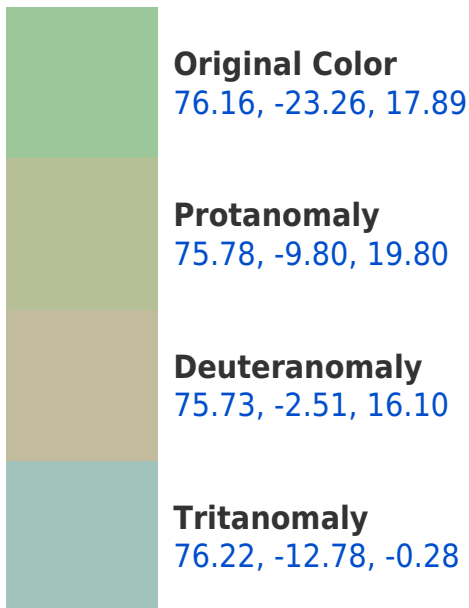 Original Color
76.16, -23.26, 17.89
Protanomaly
75.78, -9.80, 19.80
Deuteranomaly
75.73, -2.51, 16.10
Tritanomaly
76.22, -12.78, -0.28